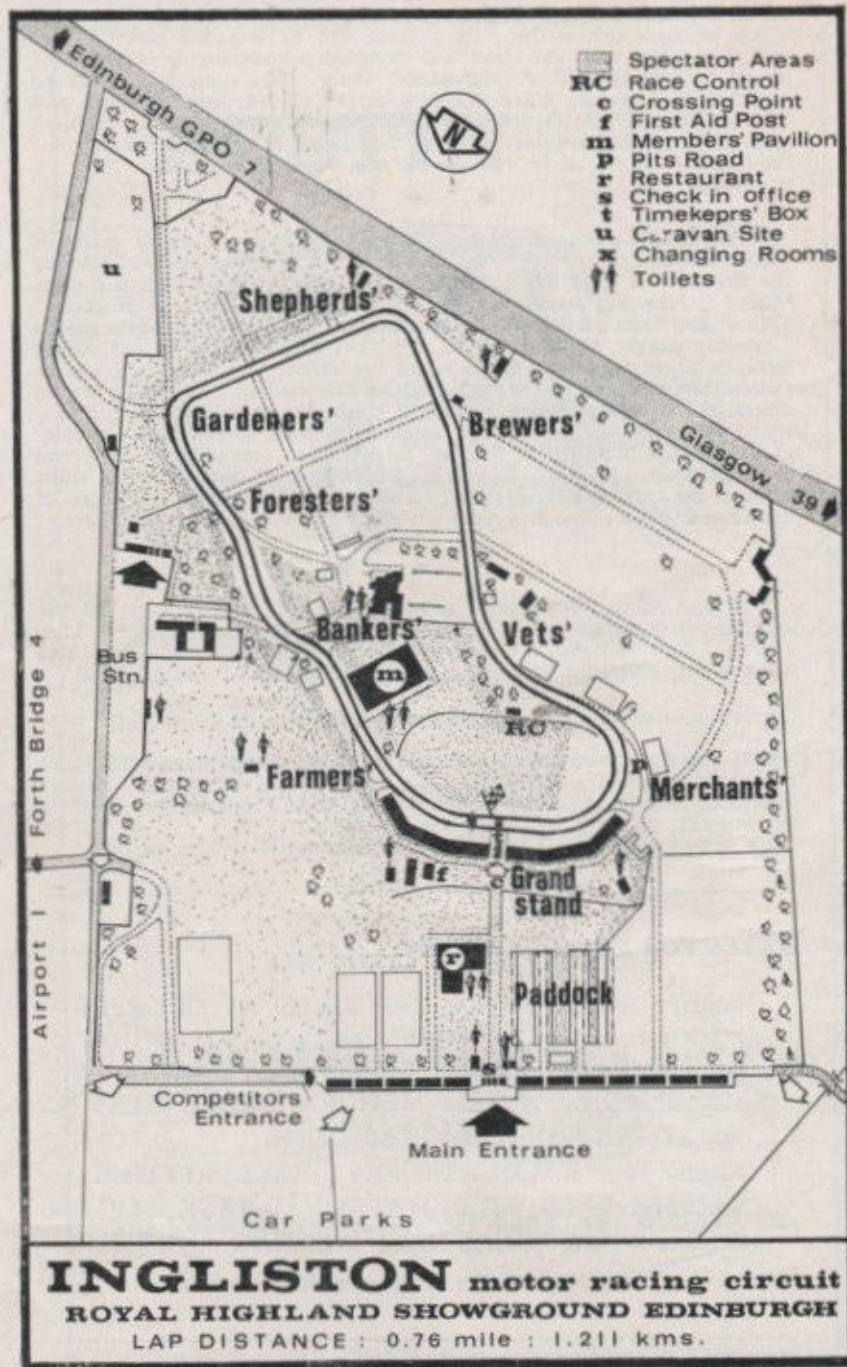 Edinburgh GPO 7
N
Spectator Areas
RC Race Control
c Crossing Point
f First Aid Post
m Members' Pavilion
p Pits Road
r Restaurant
s Check in office
t Timekeprs' Box
u Caravan Site
x Changing Rooms
Toilets
u
Shepherds'
Gardeners'
Brewers'
Glasgow 39
Foresters'
Bankers'
Vets'
Bus
Stn.
m
RC
Farmers'
P
Merchants'
Airport 1
Forth Bridge 4
f
c
Grand
stand
r
Paddock
s
Competitors
Entrance
Main Entrance
Car Parks
INGLISTON motor racing circuit
ROYAL HIGHLAND SHOWGROUND EDINBURGH
LAP DISTANCE : 0.76 mile : 1.211 kms.